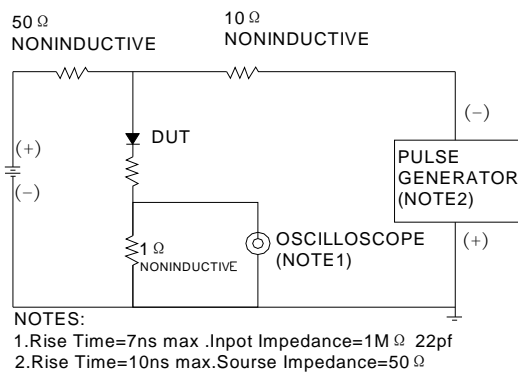 50 Ω
NONINDUCTIVE
10 Ω
NONINDUCTIVE
(+)
(−)
DUT
1 Ω
NONINDUCTIVE
OSCILLOSCOPE
(NOTE1)
(−)
PULSE
GENERATOR
(NOTE2)
(+)
NOTES:
1.Rise Time=7ns max .Inpot Impedance=1M Ω 22pf
2.Rise Time=10ns max.Sourse Impedance=50 Ω